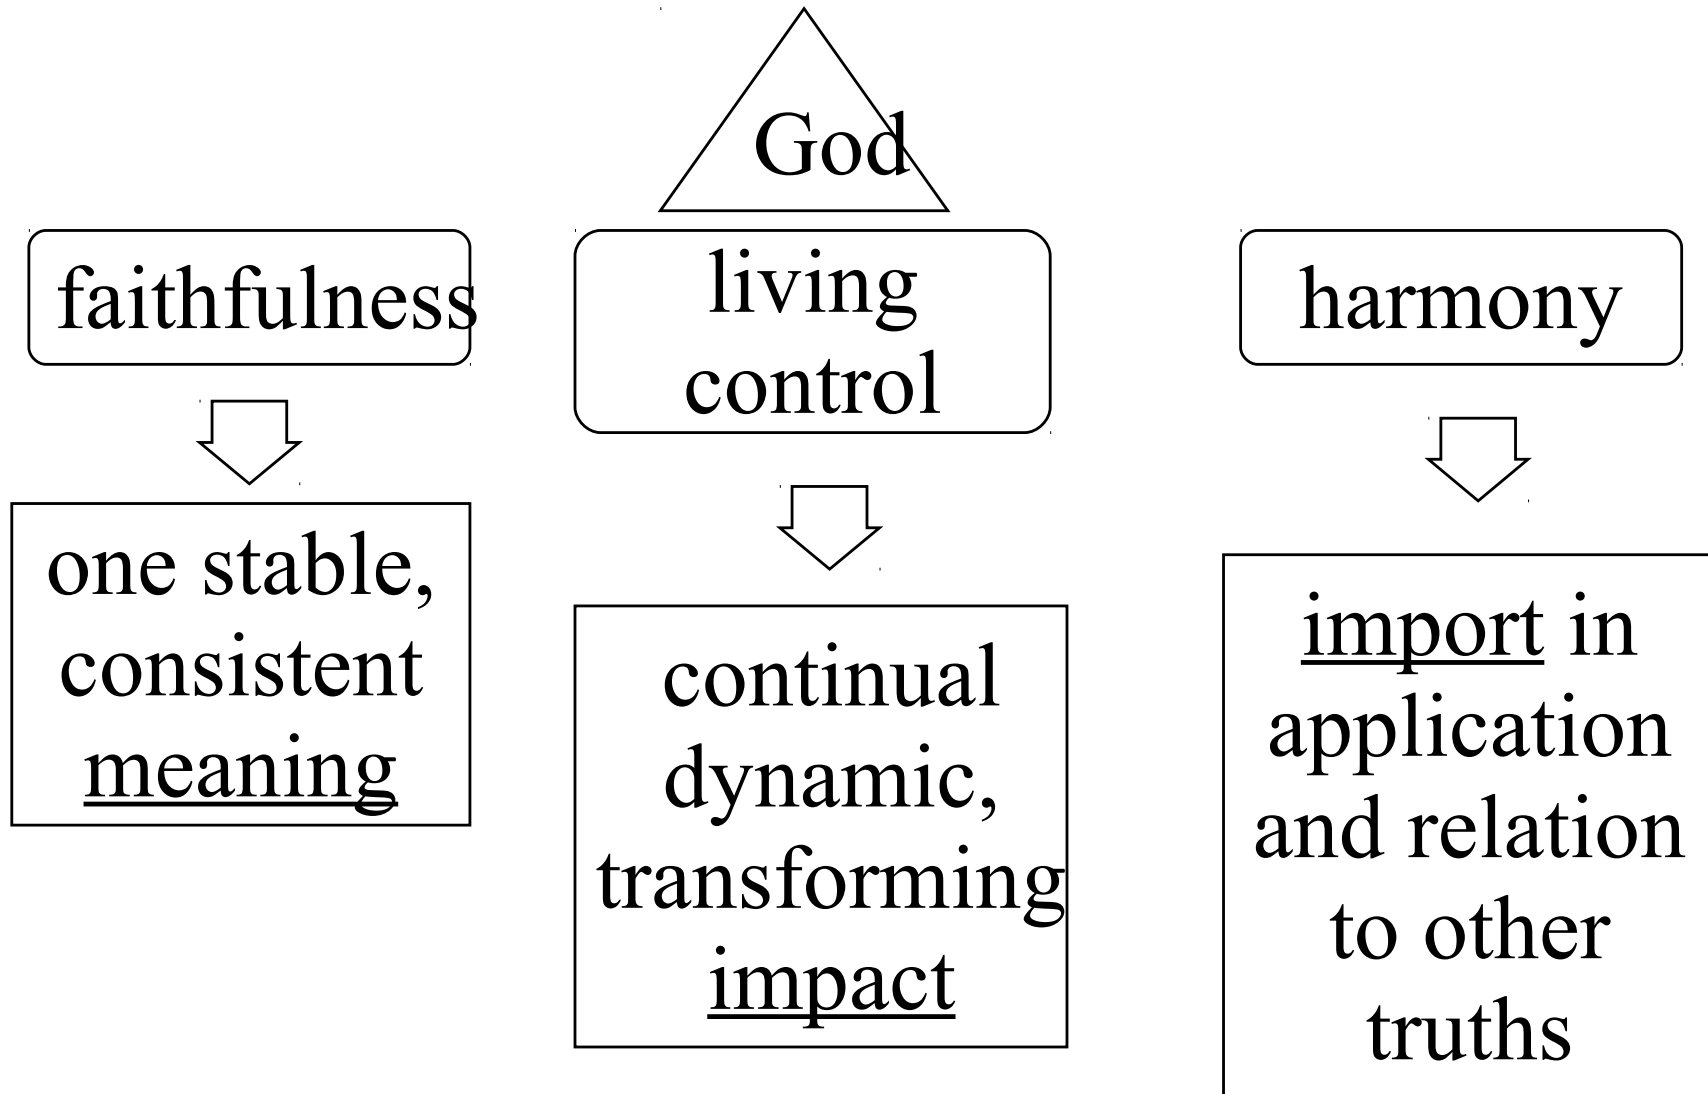 God
faithfulness
living
control
harmony
one stable,
consistent
meaning
continual
dynamic,
transforming
impact
import in
application
and relation
to other
truths